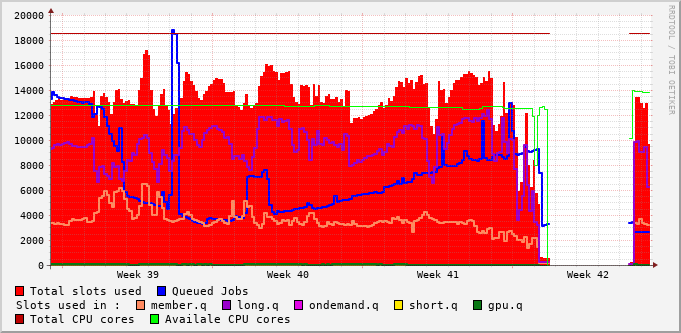 RRDTOOL / TOBI OETIKER
20000
18000
16000
14000
12000
10000
8000
6000
4000
2000
0
Week 39 Week 40 Week 41 Week 42
Total slots used Queued Jobs
Slots used in : member.q long.q ondemand.q short.q gpu.q
Total CPU cores Availale CPU cores